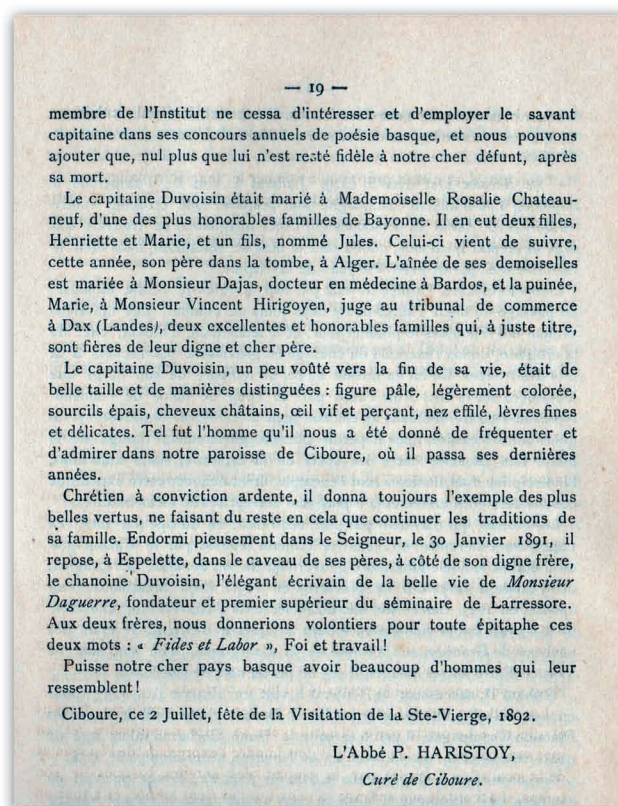 — 19 —
membre de l'Institut ne cessa d'intéresser et d'employer le savant
capitaine dans ses concours annuels de poésie basque, et nous pouvons
ajouter que, nul plus que lui n'est resté fidèle à notre cher défunt, après
sa mort.
Le capitaine Duvoisin était marié à Mademoiselle Rosalie Chateau-
neuf, d'une des plus honorables familles de Bayonne. Il en eut deux filles,
Henriette et Marie, et un fils, nommé Jules. Celui-ci vient de suivre,
cette année, son père dans la tombe, à Alger. L'aînée de ses demoiselles
est mariée à Monsieur Dajas, docteur en médecine à Bardos, et la puinée,
Marie, à Monsieur Vincent Hirigoyen, juge au tribunal de commerce
à Dax (Landes), deux excellentes et honorables familles qui, à juste titre,
sont fières de leur digne et cher père.
Le capitaine Duvoisin, un peu voûté vers la fin de sa vie, était de
belle taille et de manières distinguées : figure pâle, légèrement colorée,
sourcils épais, cheveux châtains, œil vif et perçant, nez effilé, lèvres fines
et délicates. Tel fut l'homme qu'il nous a été donné de fréquenter et
d'admirer dans notre paroisse de Ciboure, où il passa ses dernières
années.
Chrétien à conviction ardente, il donna toujours l'exemple des plus
belles vertus, ne faisant du reste en cela que continuer les traditions de
sa famille. Endormi pieusement dans le Seigneur, le 30 Janvier 1891, il
repose, à Espelette, dans le caveau de ses pères, à côté de son digne frère,
le chanoine Duvoisin, l'élégant écrivain de la belle vie de Monsieur
Daguerre, fondateur et premier supérieur du séminaire de Larressore.
Aux deux frères, nous donnerions volontiers pour toute épitaphe ces
deux mots : « Fides et Labor », Foi et travail !
Puisse notre cher pays basque avoir beaucoup d'hommes qui leur
ressemblent !
Ciboure, ce 2 Juillet, fête de la Visitation de la Ste-Vierge, 1892.
L'Abbé P. HARISTOY,
Curé de Ciboure.